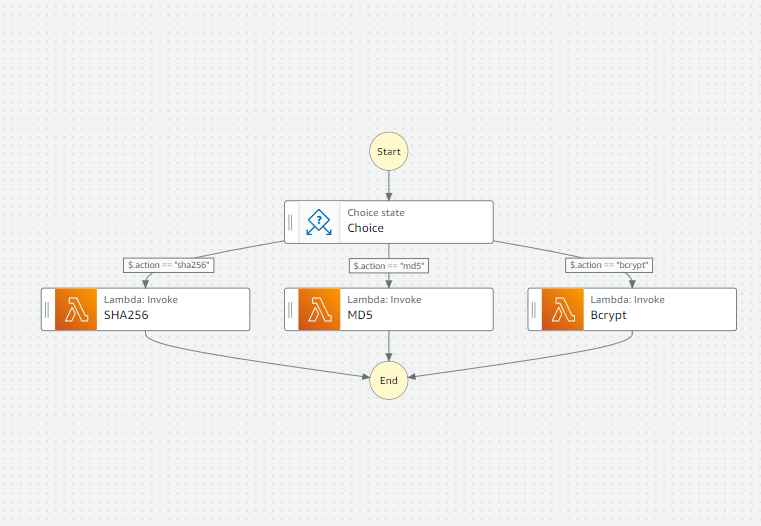 Start
Choice state
Choice
$.action == "sha256"
$.action == "md5"
$.action == "bcrypt"
Lambda: Invoke
SHA256
Lambda: Invoke
MD5
Lambda: Invoke
Bcrypt
End